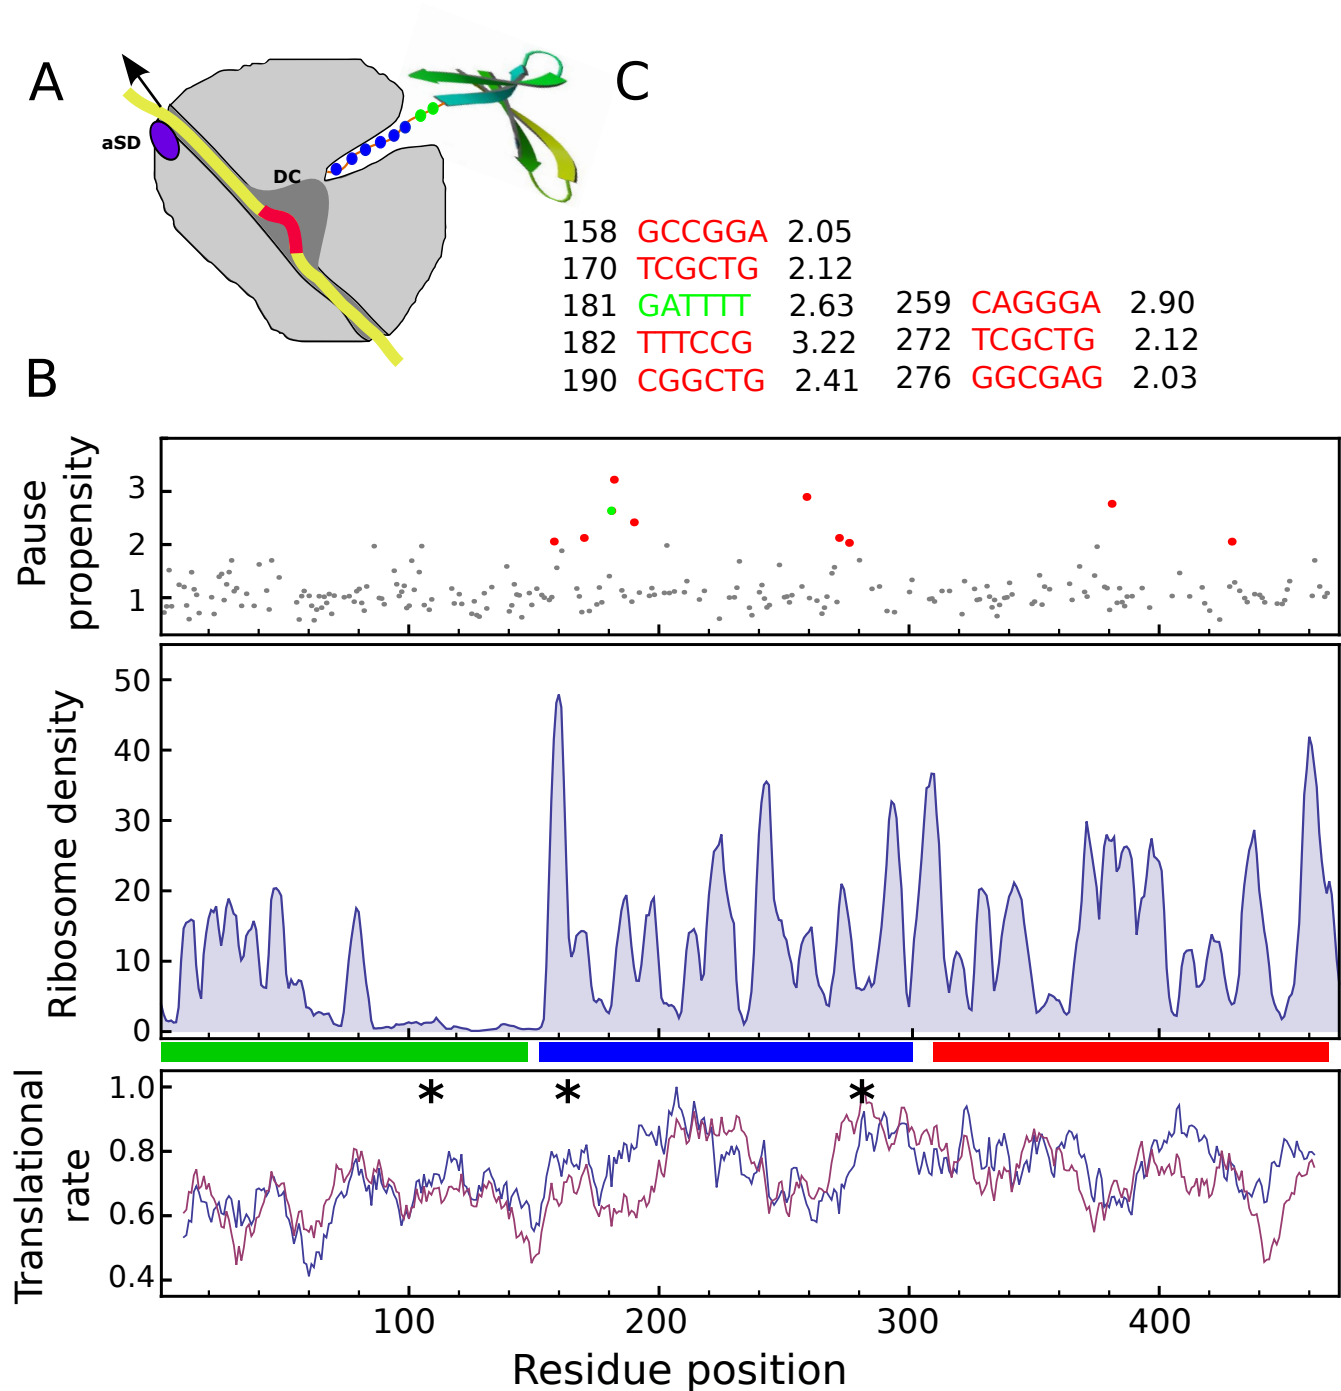 A
aSD
DC
C
158 GCCGGA 2.05
170 TCGCTG 2.12
181 GATTTT 2.63
182 TTTCCG 3.22
190 CGGCTG 2.41
259 CAGGGA 2.90
272 TCGCTG 2.12
276 GGCGAG 2.03
B
Pause
propensity
3
2
1
Ribosome density
50
40
30
20
10
0
Translational
rate
1.0
0.8
0.6
0.4
* * *
100 200 300 400
Residue position